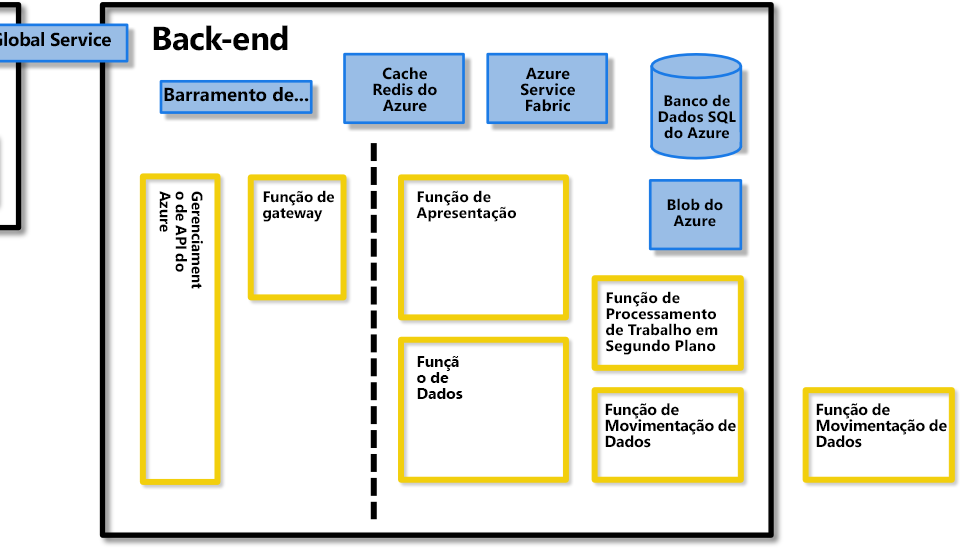 Global Service
Back-end
Barramento de...
Cache
Redis do
Azure
Azure
Service
Fabric
Banco de
Dados SQL
do Azure
Blob do
Azure
Gerenciament
o de API do
Azure
Função de
gateway
Função de
Apresentação
Função de
Processamento
de Trabalho em
Segundo Plano
Funçã
o de
Dados
Função de
Movimentação de
Dados
Função de
Movimentação de
Dados